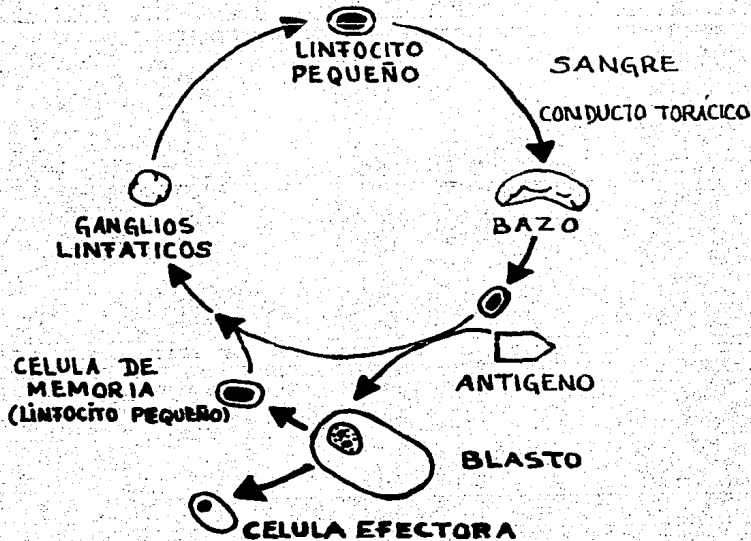 LINFOCITO
PEQUEÑO
SANGRE
CONDUCTO TORÁCICO
BAZO
GANGLIOS
LINFATICOS
ANTIGENO
CELULA DE
MEMORIA
(LINFOCITO PEQUEÑO)
BLASTO
CELULA EFECTORA